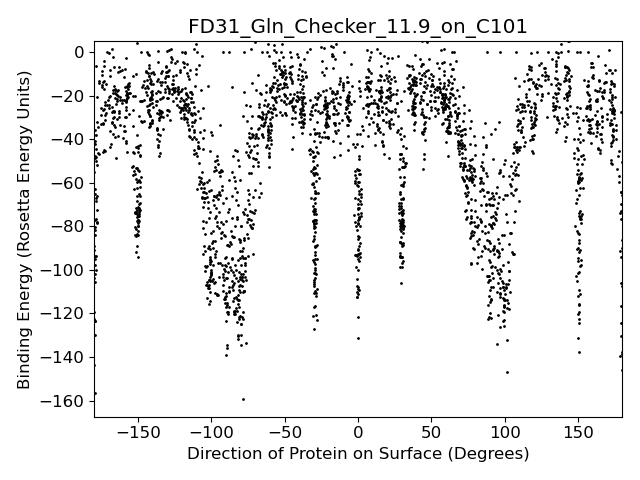 FD31_Gln_Checker_11.9_on_C101
Binding Energy (Rosetta Energy Units)
0
−20
−40
−60
−80
−100
−120
−140
−160
−150 −100 −50 0 50 100 150
Direction of Protein on Surface (Degrees)